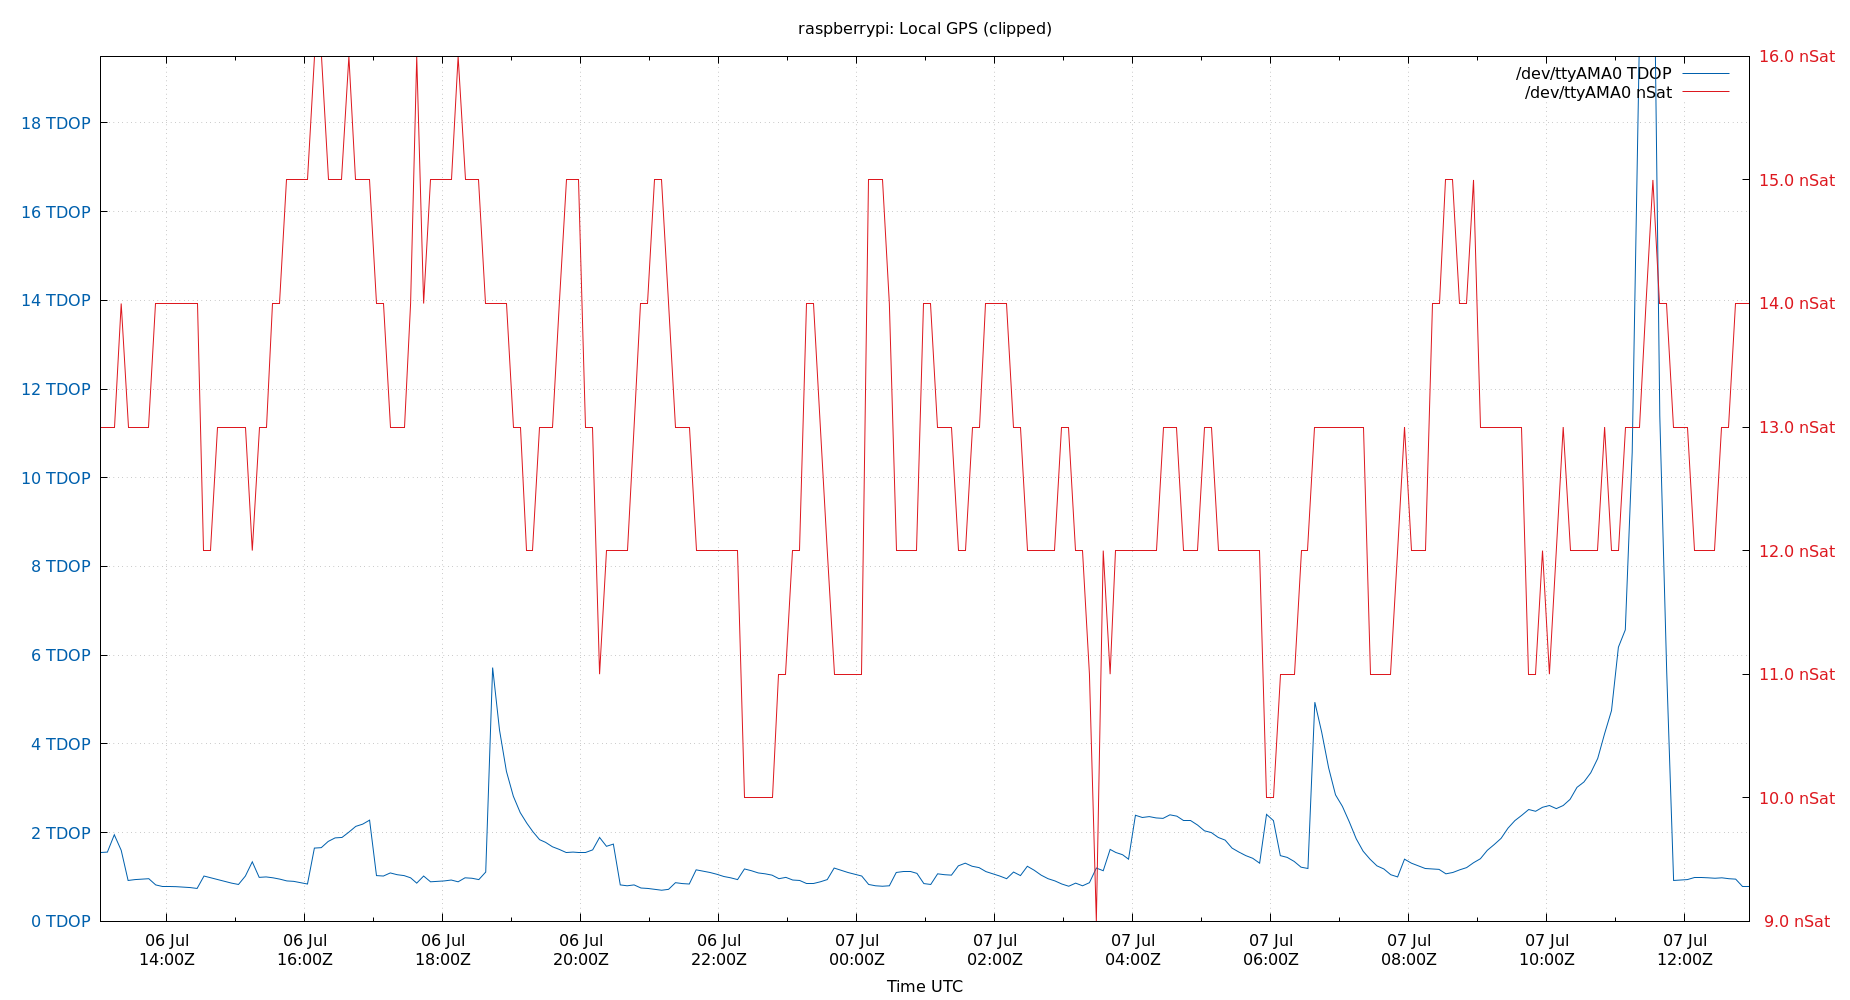 raspberrypi: Local GPS (clipped)
16.0 nSat
/dev/ttyAMA0 TDOP
/dev/ttyAMA0 nSat
18 TDOP
15.0 nSat
16 TDOP
14 TDOP
14.0 nSat
12 TDOP
13.0 nSat
10 TDOP
12.0 nSat
8 TDOP
6 TDOP
11.0 nSat
4 TDOP
10.0 nSat
2 TDOP
0 TDOP
9.0 nSat
06 Jul 06 Jul 06 Jul 06 Jul 06 Jul 07 Jul 07 Jul 07 Jul 07 Jul 07 Jul 07 Jul 07 Jul
14:00Z 16:00Z 18:00Z 20:00Z 22:00Z 00:00Z 02:00Z 04:00Z 06:00Z 08:00Z 10:00Z 12:00Z
Time UTC